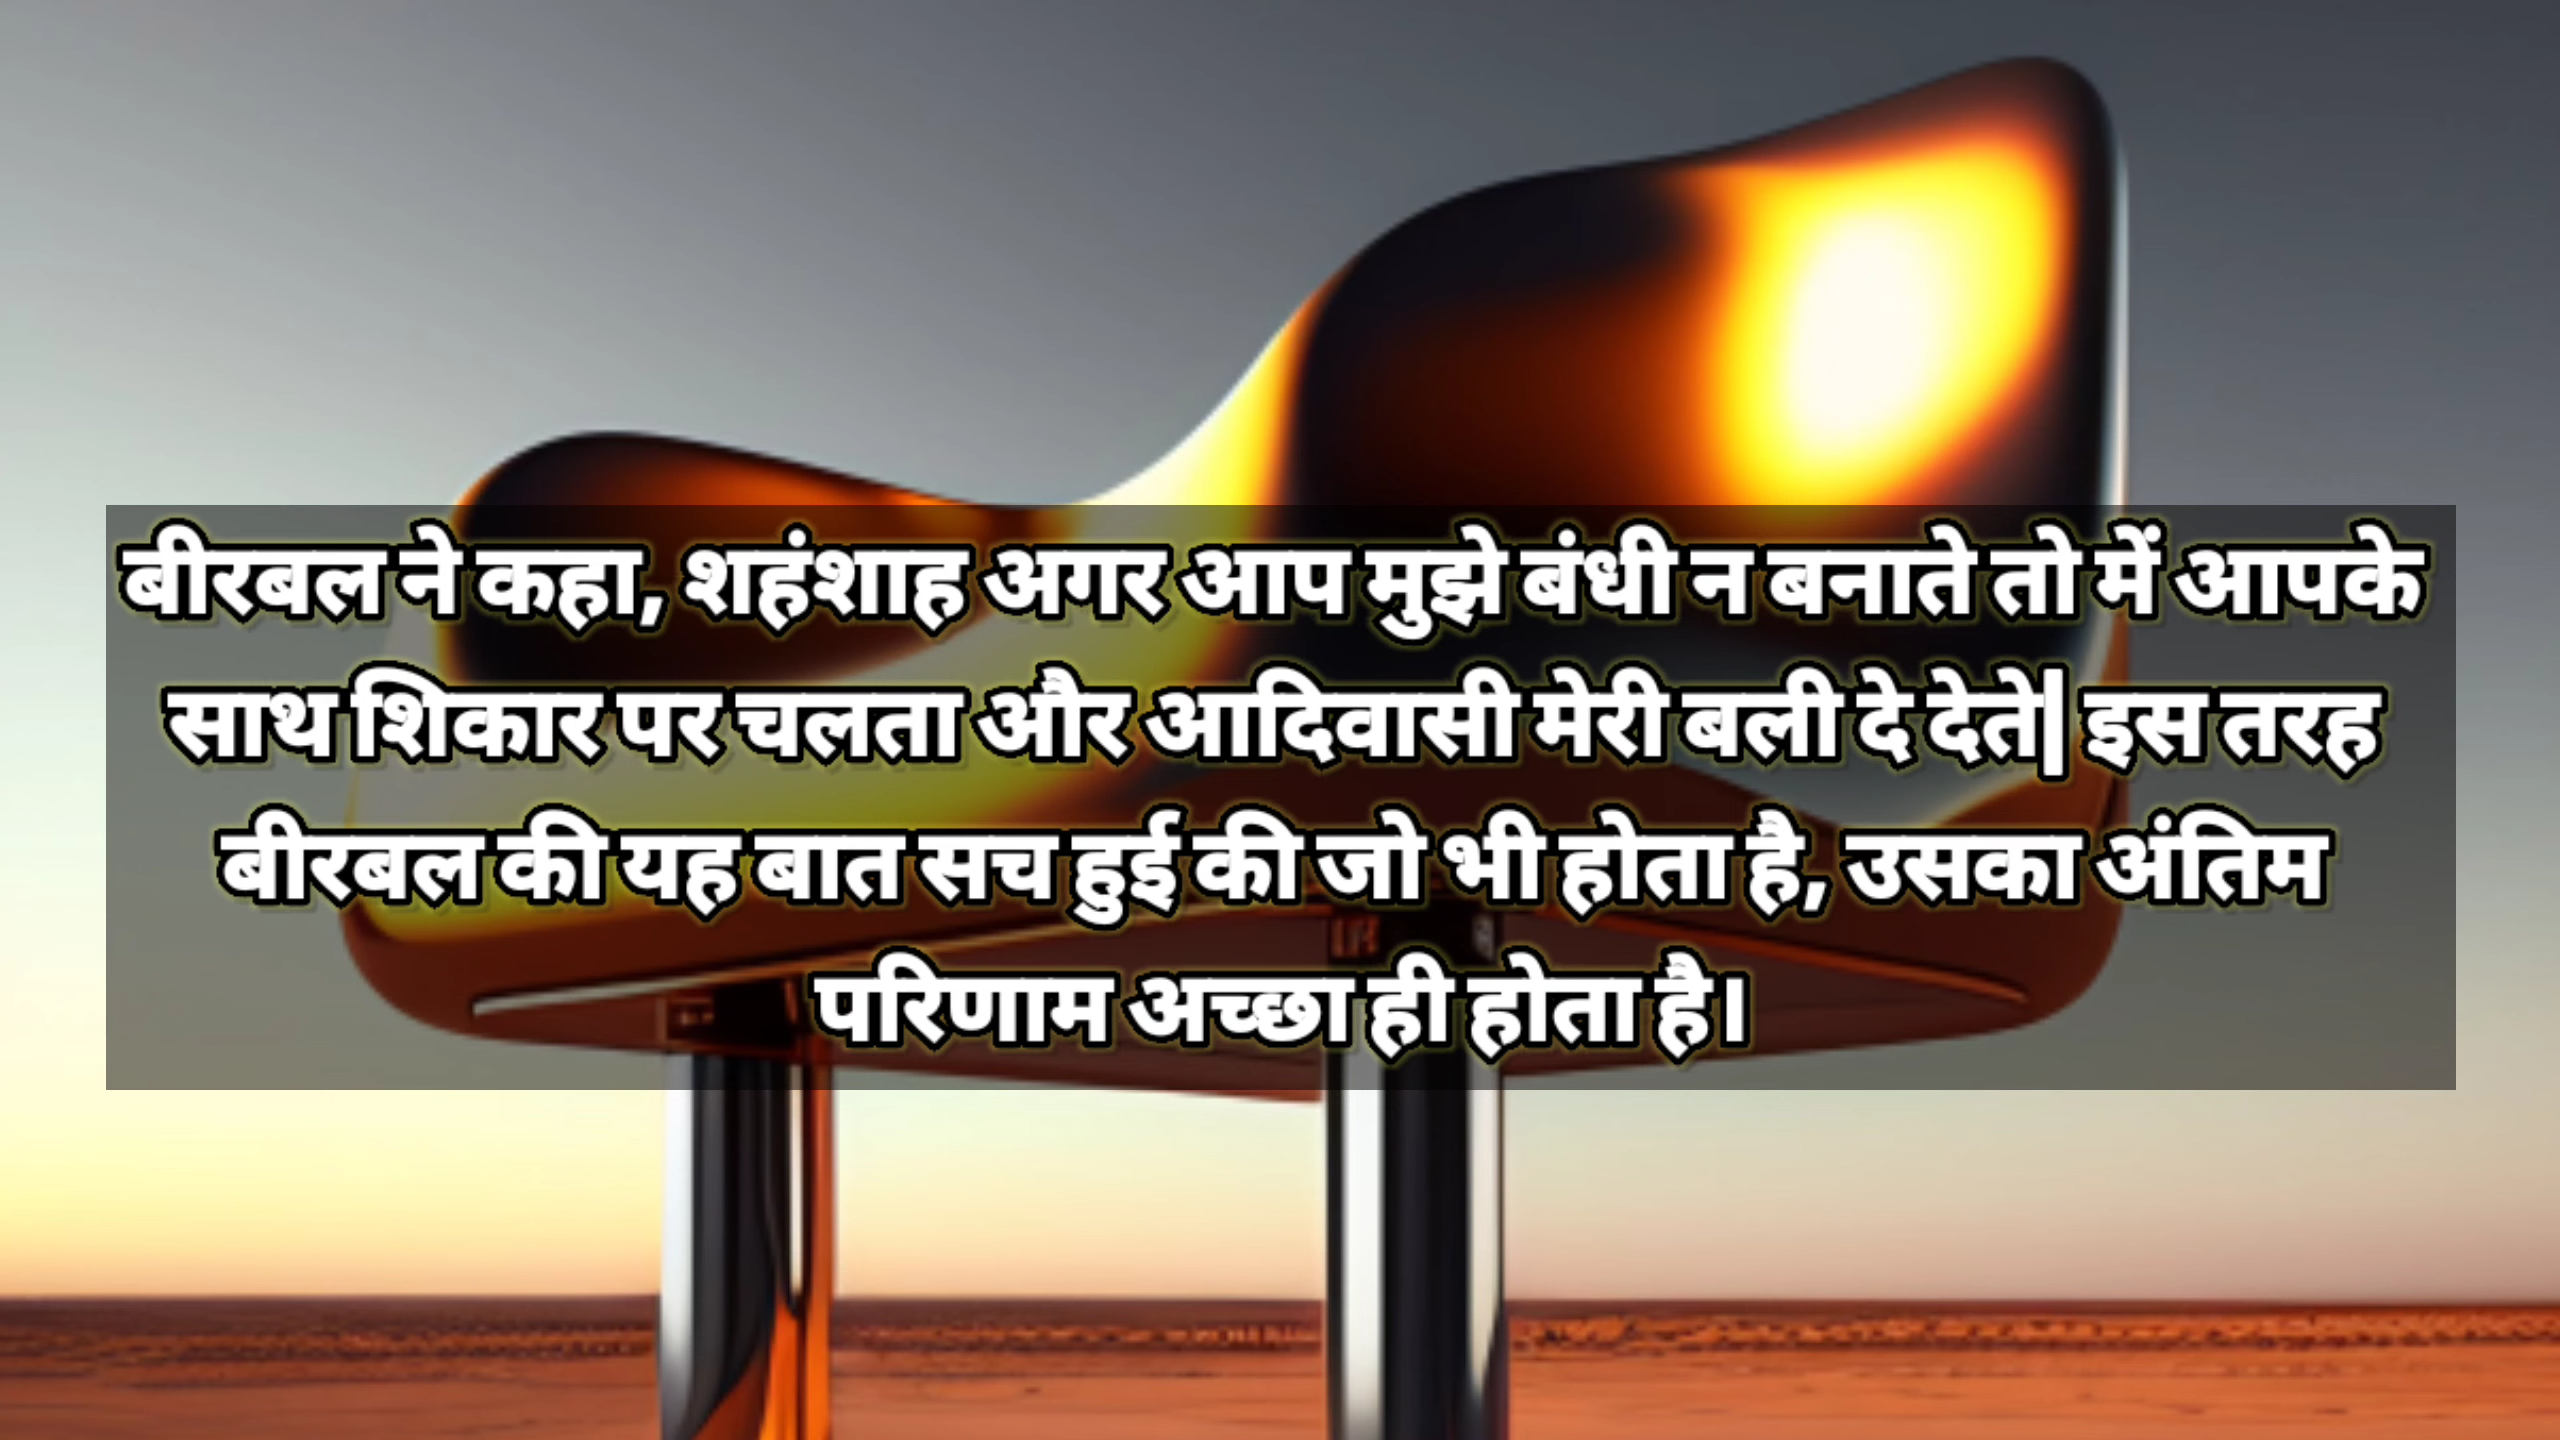 बीरबल ने कहा, शहंशाह अगर आप मुझे बंधी न बनाते तो में आपके
साथ शिकार पर चलता और आदिवासी मेरी बली दे देते| इस तरह
बीरबल की यह बात सच हुई की जो भी होता है, उसका अंतिम
परिणाम अच्छा ही होता है।